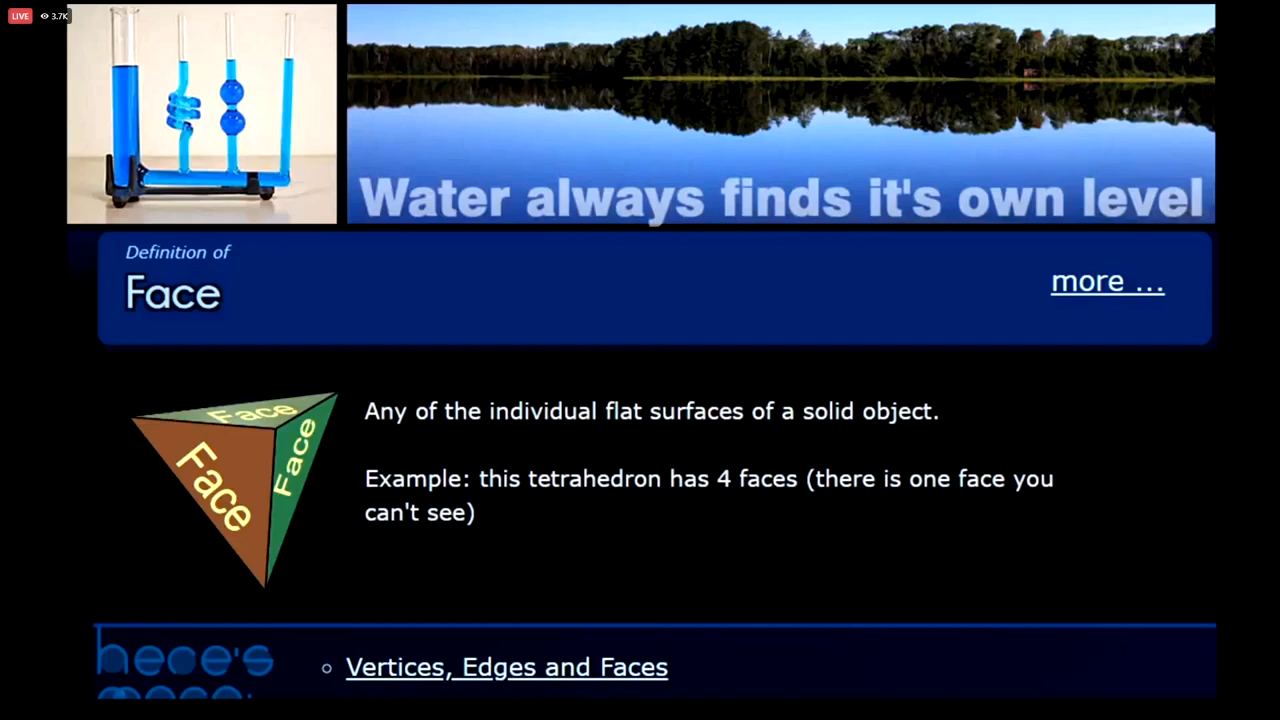 LIVE 3.7K
Water always finds it's own level
Definition of
Face
more ...
Face
Face
Face
Any of the individual flat surfaces of a solid object.
Example: this tetrahedron has 4 faces (there is one face you
can't see)
here's
more:
Vertices, Edges and Faces